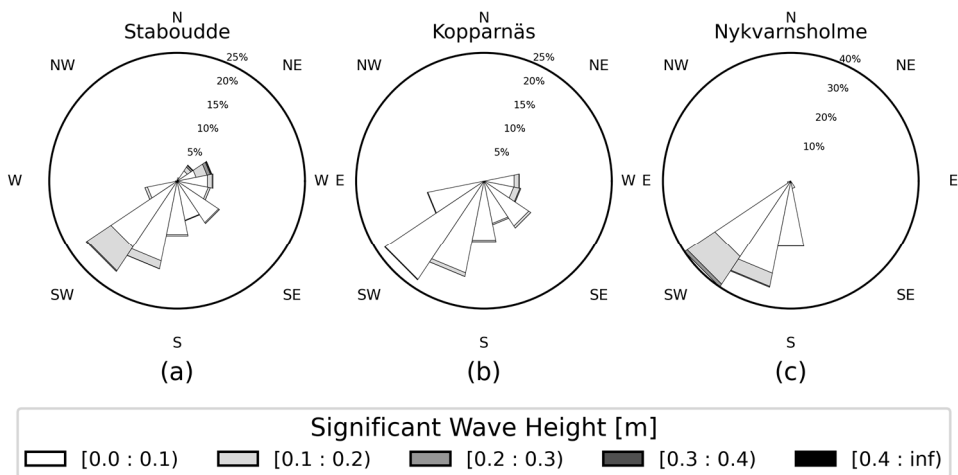 N N N
Staboudde Kopparnäs Nykvarnsholme
NW 25% NE NW 25% NE NW 40% NE
20% 20% 30%
15% 15% 20%
10% 10% 10%
5% 5%
W E W E W E
SW SE SW SE SW SE
S S S
(a) (b) (c)
Significant Wave Height [m]
[0.0 : 0.1) [0.1 : 0.2) [0.2 : 0.3) [0.3 : 0.4) [0.4 : inf)